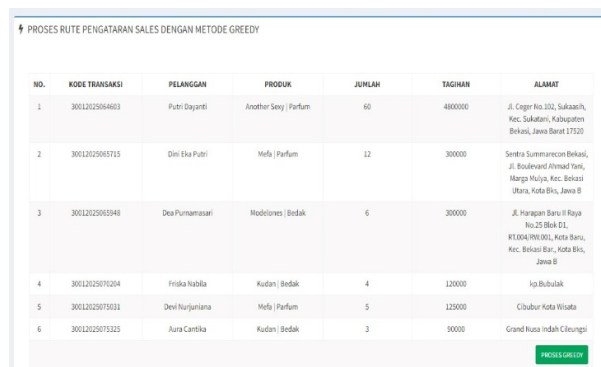 PROSES RUTE PENGATARAN SALES DENGAN METODE GREEDY
NO. KODE TRANSAKSI PELANGGAN PRODUK JUMLAH TAGIHAN ALAMAT
1 30012025064603 Putri Dayanti Another Sexy | Parfum 60 4800000 Jl. Ceger No.102, Sukaasih,
Kec. Sukatani, Kabupaten
Bekasi, Jawa Barat 17520
2 30012025065715 Dini Eka Putri Mefa | Parfum 12 300000 Sentra Summarecon Bekasi,
Jl. Boulevard Ahmad Yani,
Marga Mulya, Kec. Bekasi
Utara, Kota Bks, Jawa B
3 30012025065948 Dea Purnamasari Modelones | Bedak 6 300000 Jl. Harapan Baru II Raya
No.25 Blok D1,
RT.004/RW.001, Kota Baru,
Kec. Bekasi Bar., Kota Bks,
Jawa B
4 30012025070204 Friska Nabila Kudan | Bedak 4 120000 kp.Bubulak
5 30012025075031 Devi Nurjuniana Mefa | Parfum 5 125000 Cibubur Kota Wisata
6 30012025075325 Aura Cantika Kudan | Bedak 3 90000 Grand Nusa Indah Cileungsi
PROSES GREEDY